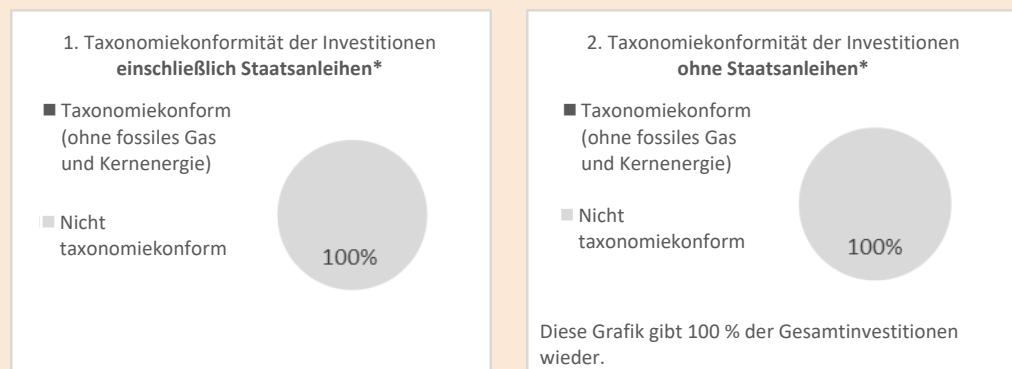 1. Taxonomiekonformität der Investitionen
einschließlich Staatsanleihen*
Taxonomiekonform
(ohne fossiles Gas
und Kernenergie)
Nicht
taxonomiekonform
100%
2. Taxonomiekonformität der Investitionen
ohne Staatsanleihen*
Taxonomiekonform
(ohne fossiles Gas
und Kernenergie)
Nicht
taxonomiekonform
100%
Diese Grafik gibt 100 % der Gesamtinvestitionen
wieder.